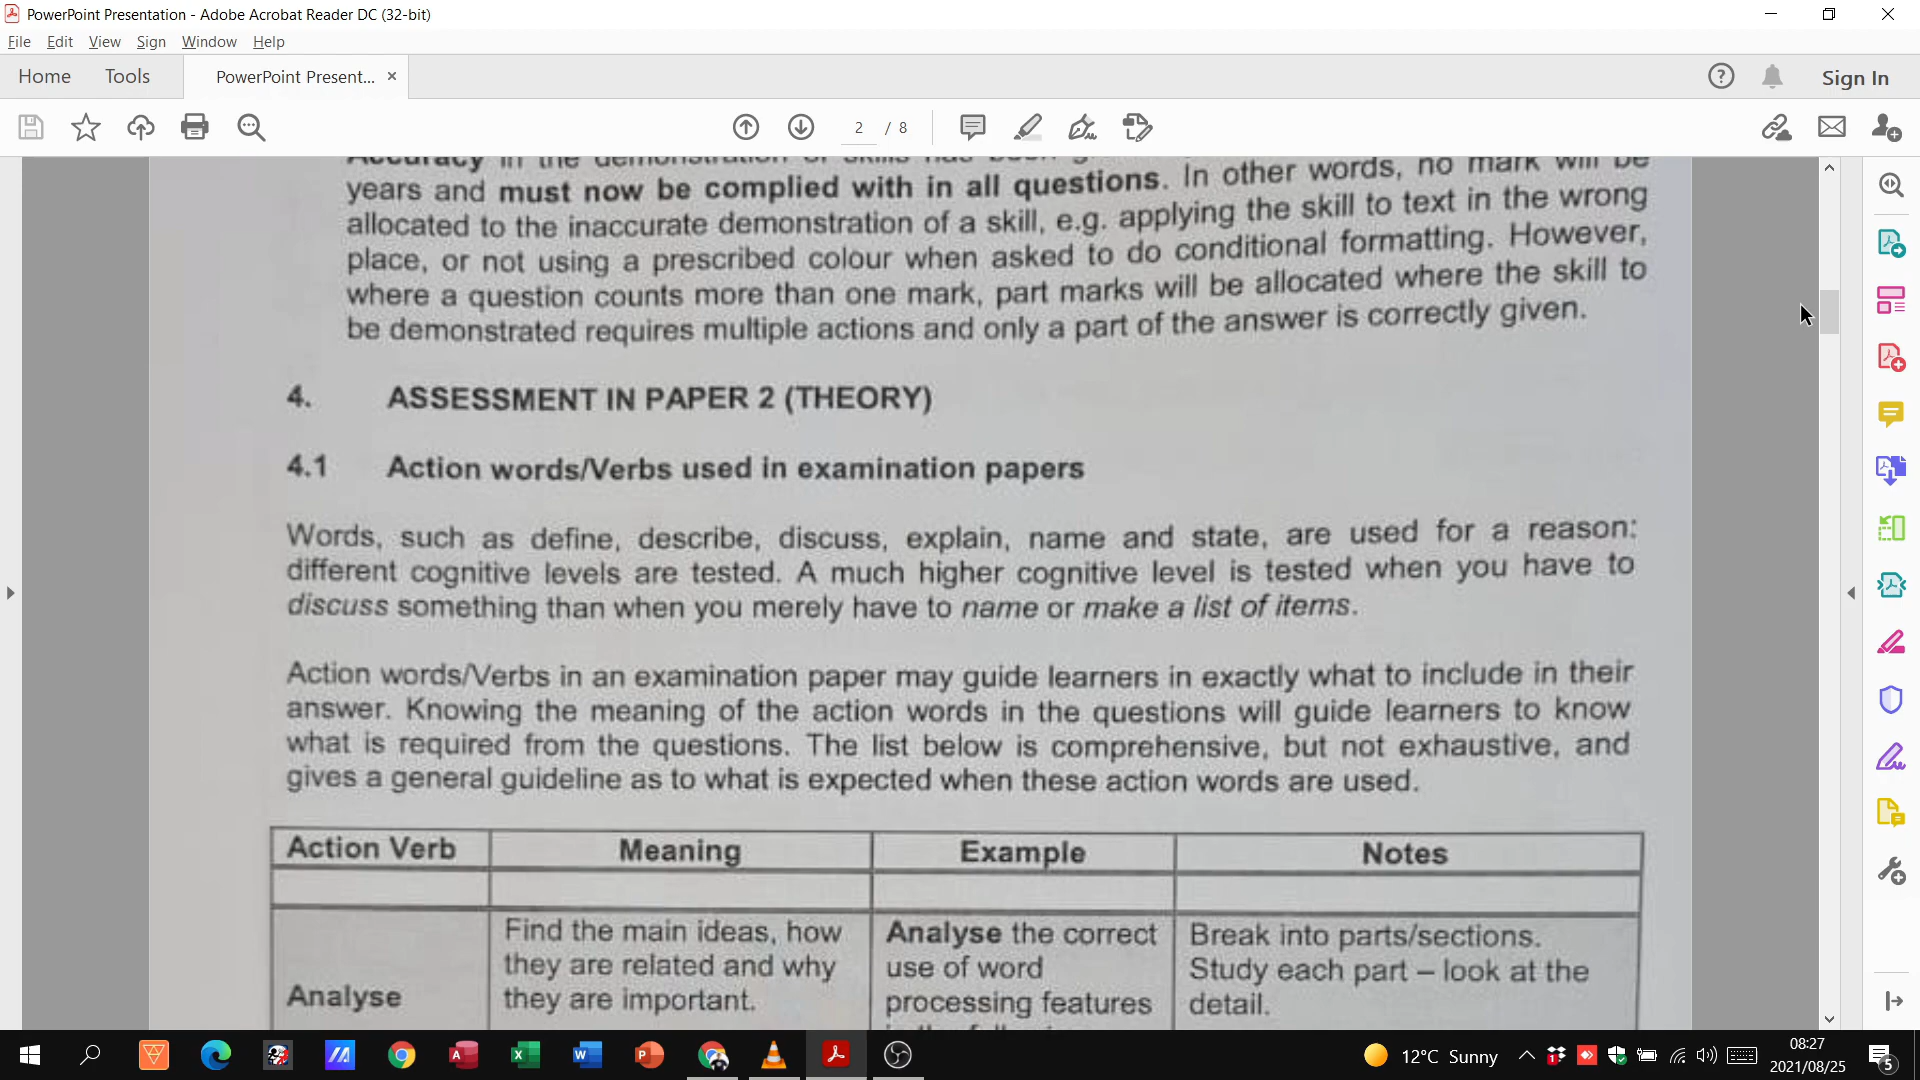 PowerPoint Presentation - Adobe Acrobat Reader DC (32-bit)
File Edit View Sign Window Help
Home Tools PowerPoint Present... × Sign In
2 / 8
Accuracy in the demonstration of skills has been
years and must now be complied with in all questions. In other words, no mark will be
allocated to the inaccurate demonstration of a skill, e.g. applying the skill to text in the wrong
place, or not using a prescribed colour when asked to do conditional formatting. However,
where a question counts more than one mark, part marks will be allocated where the skill to
be demonstrated requires multiple actions and only a part of the answer is correctly given.
4. ASSESSMENT IN PAPER 2 (THEORY)
4.1 Action words/Verbs used in examination papers
Words, such as define, describe, discuss, explain, name and state, are used for a reason:
different cognitive levels are tested. A much higher cognitive level is tested when you have to
discuss something than when you merely have to name or make a list of items.
Action words/Verbs in an examination paper may guide learners in exactly what to include in their
answer. Knowing the meaning of the action words in the questions will guide learners to know
what is required from the questions. The list below is comprehensive, but not exhaustive, and
gives a general guideline as to what is expected when these action words are used.
Action Verb Meaning Example Notes
Find the main ideas, how Analyse the correct Break into parts/sections.
they are related and why use of word Study each part – look at the
Analyse they are important. processing features detail.
12°C Sunny
08:27
2021/08/25
5